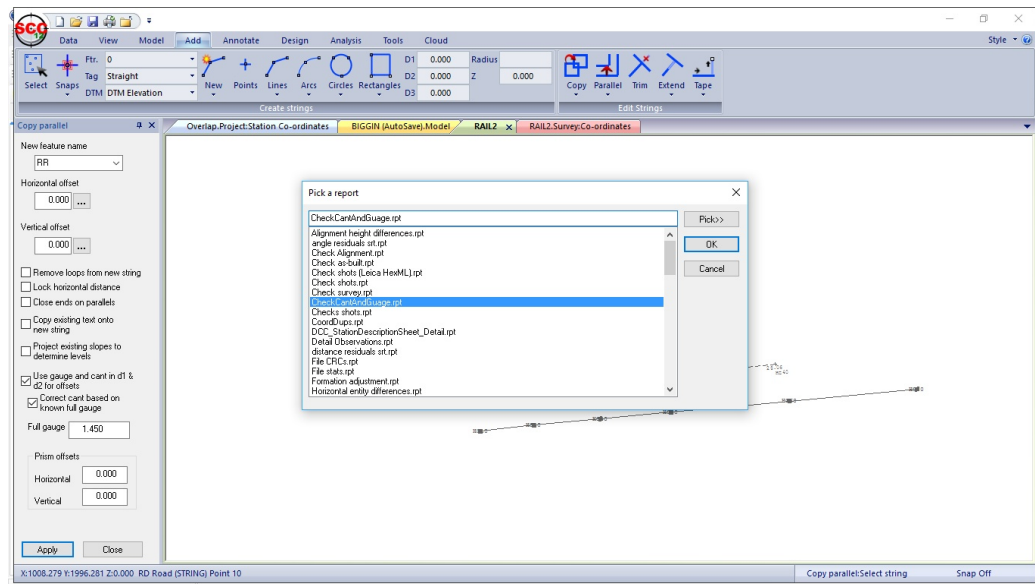 SCC
Data View Model Add Annotate Design Analysis Tools Cloud Style
Ftr. 0 D1 0.000 Radius
Tag Straight D2 0.000 Z 0.000
DTM DTM Elevation D3 0.000
Select Snaps New Points Lines Arcs Circles Rectangles Copy Parallel Trim Extend Tape
Create strings Edit Strings
Copy parallel
Overlap.Project:Station Co-ordinates BIGGIN (AutoSave).Model RAIL2 x RAIL2.Survey:Co-ordinates
New feature name
RR
Horizontal offset
0.000 ...
Vertical offset
0.000 ...
Remove loops from new string
Lock horizontal distance
Close ends on parallels
Copy existing text onto
new string
Project existing slopes to
determine levels
Use gauge and cant in d1 &
d2 for offsets
Correct cant based on
known full gauge
Full gauge 1.450
Prism offsets
Horizontal 0.000
Vertical 0.000
Apply Close
Pick a report
CheckCantAndGuage.rpt Pick>>
OK
Cancel
Alignment height differences.rpt
angle residuals srt.rpt
Check Alignment.rpt
Check as-built.rpt
Check shots (Leica HexML).rpt
Check shots.rpt
Check survey.rpt
CheckCantAndGuage.rpt
Checks shots.rpt
CoordDups.rpt
DCC_StationDescriptionSheet_Detail.rpt
Detail Observations.rpt
distance residuals srt.rpt
File CRCs.rpt
File stats.rpt
Formation adjustment.rpt
Horizontal entity differences.rpt
X:1008.279 Y:1996.281 Z:0.000 RD Road (STRING) Point 10 Copy parallel:Select string Snap Off